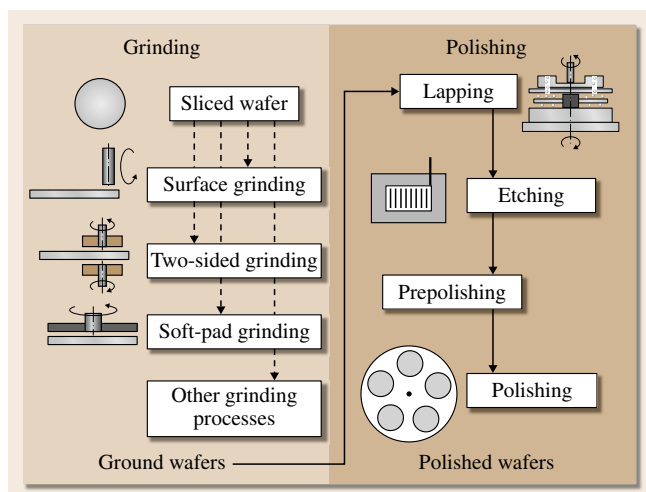 Grinding
Sliced wafer
Surface grinding
Two-sided grinding
Soft-pad grinding
Other grinding
processes
Ground wafers
Polishing
Lapping
Etching
Prepolishing
Polishing
Polished wafers